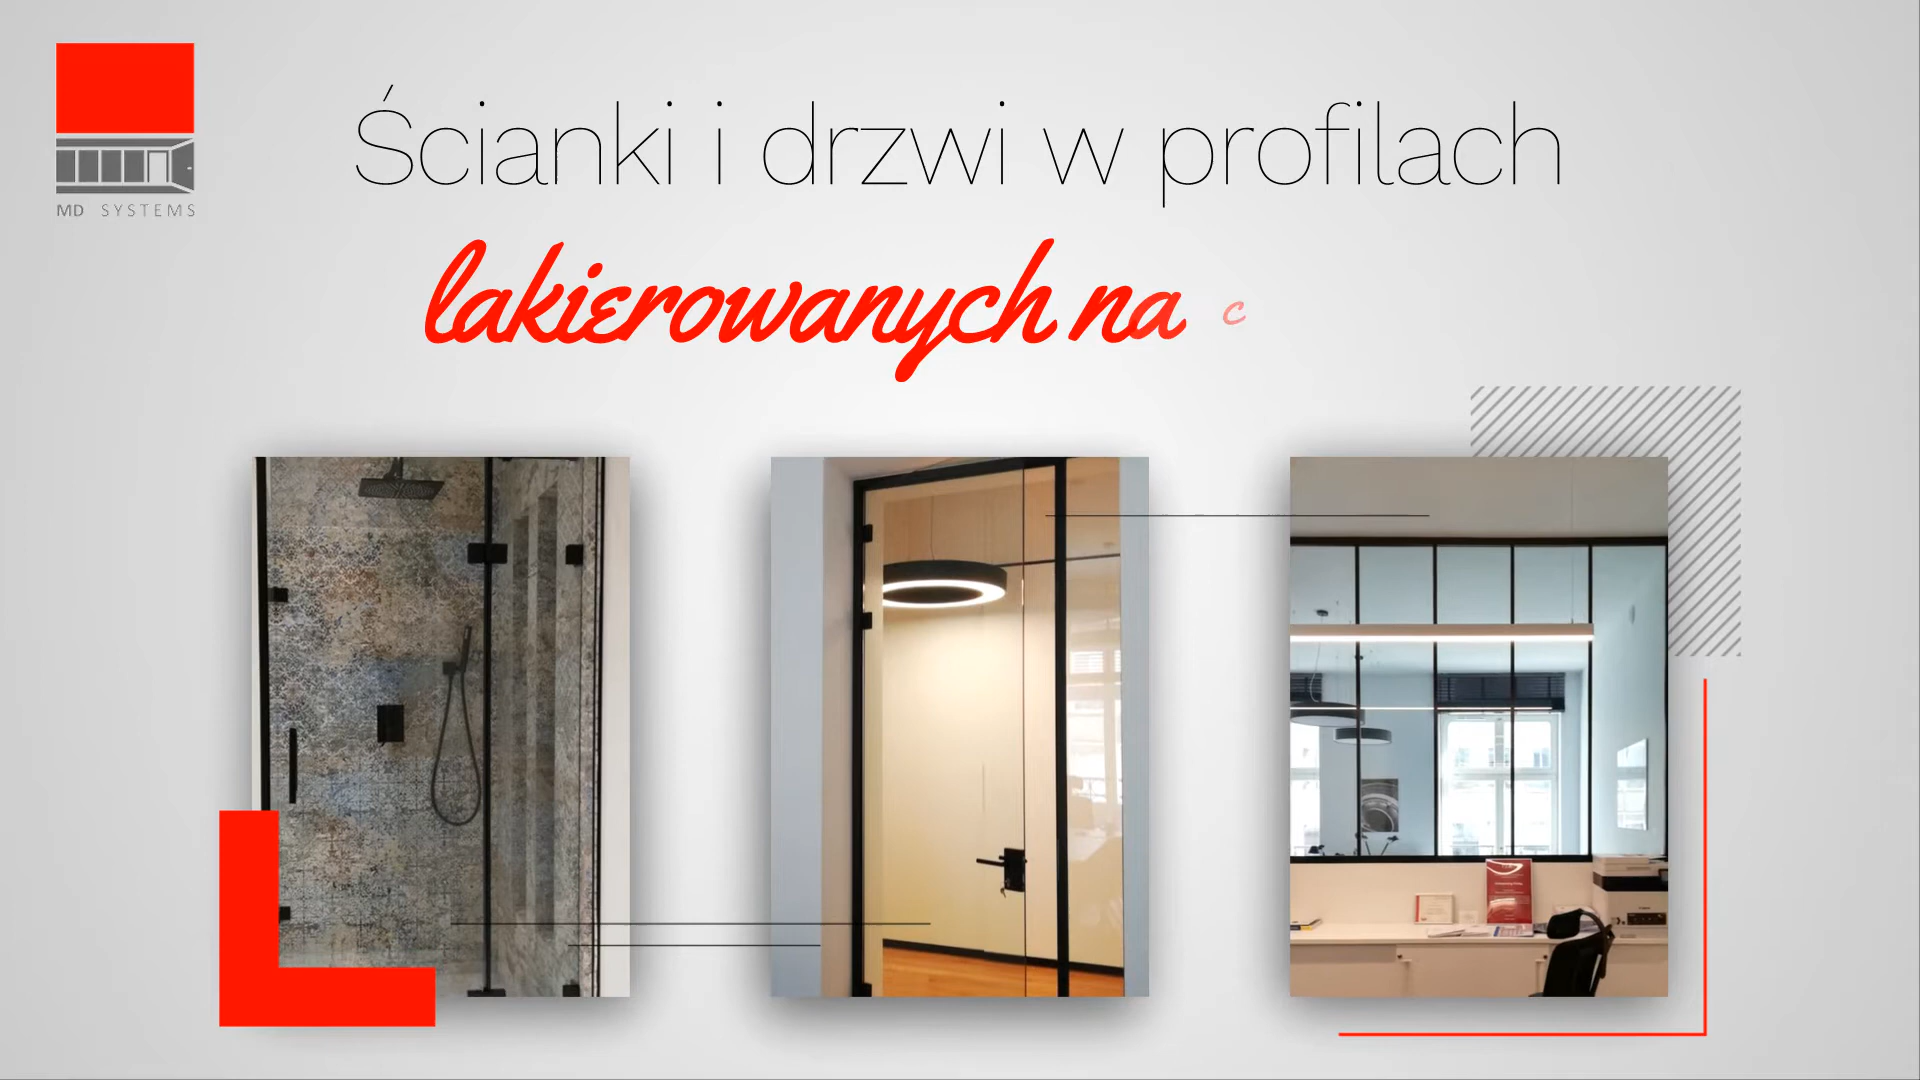 MD SYSTEMS
Ścianki i drzwi w profilach
lakierowanych na c